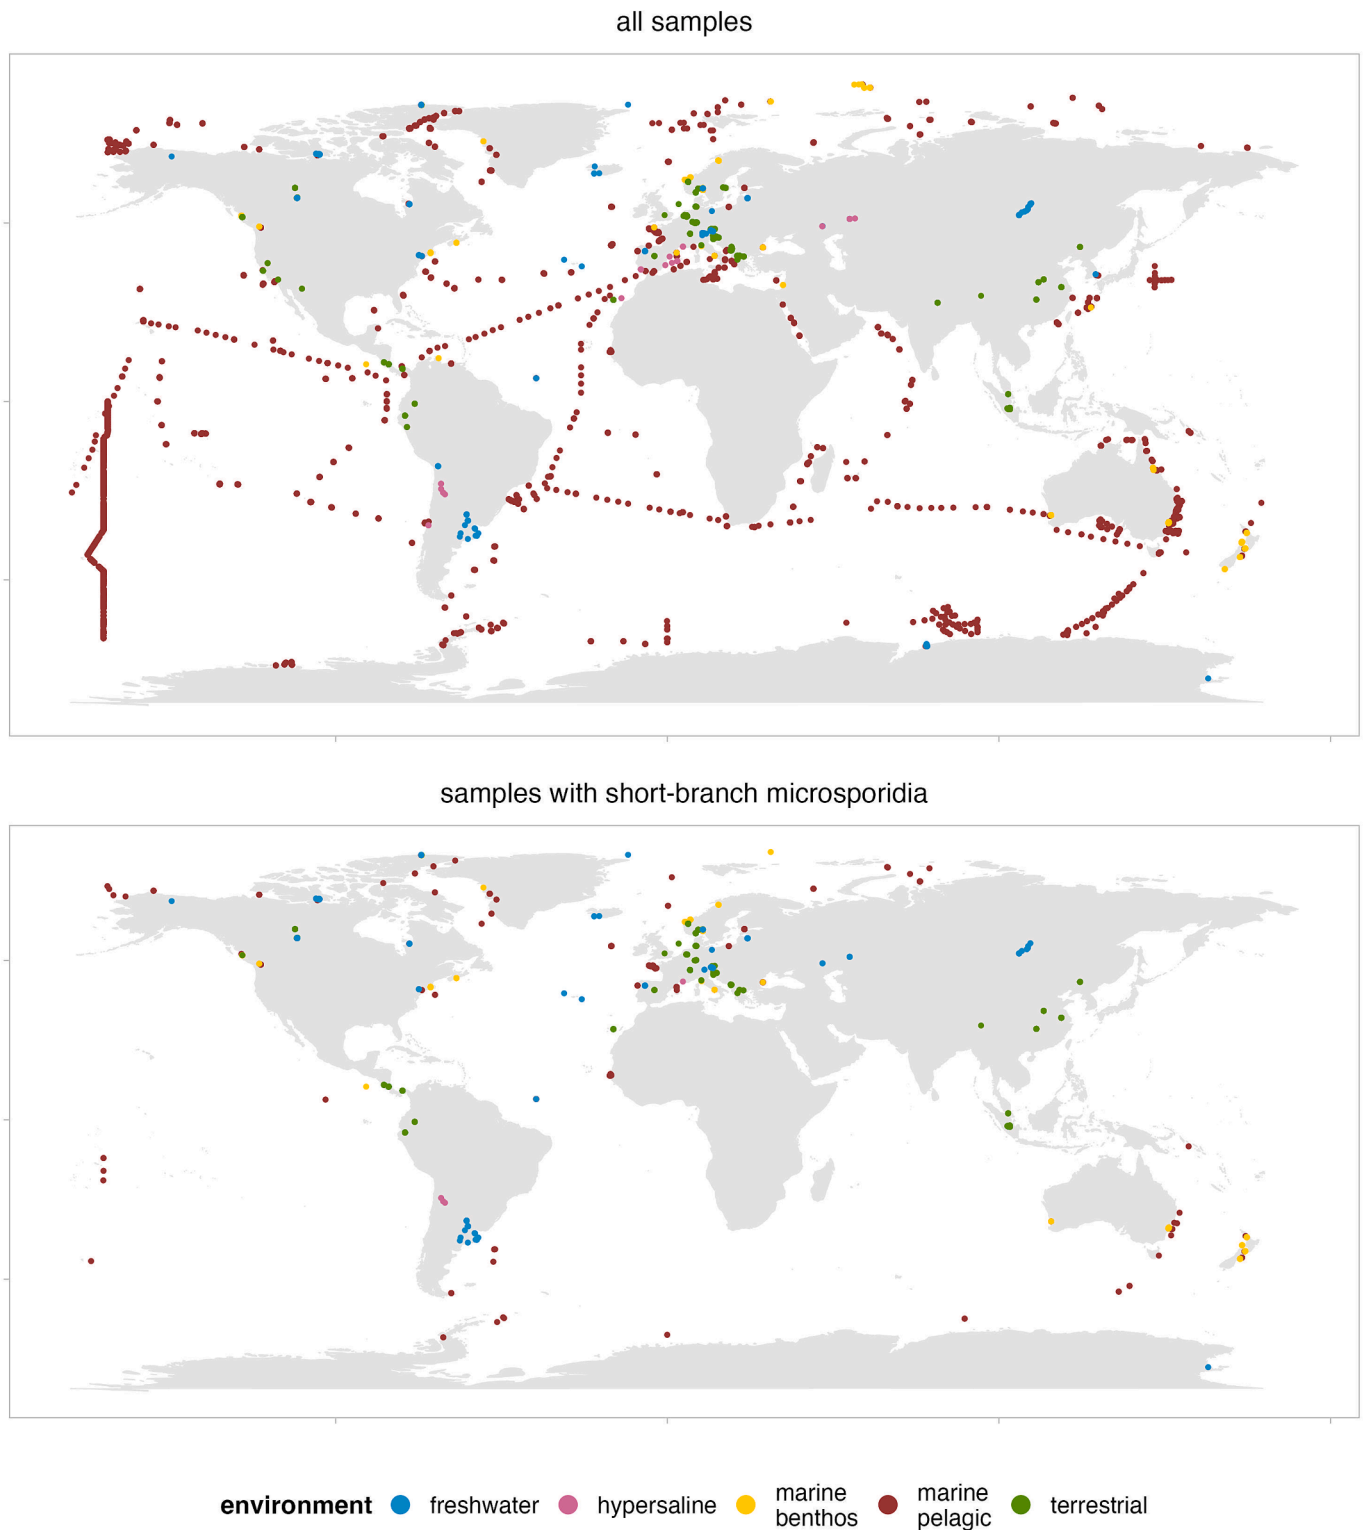 all samples
samples with short-branch microsporidia
environment freshwater hypersaline marine benthos marine pelagic terrestrial